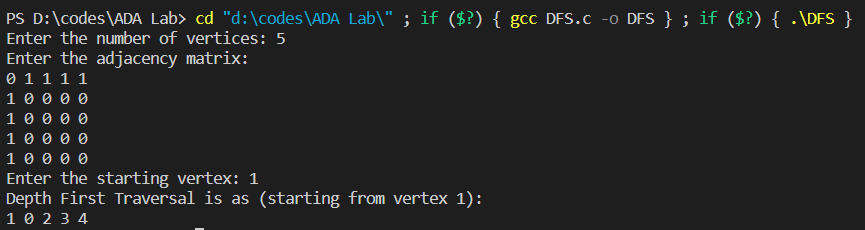 PS D:\codes\ADA Lab> cd "d:\codes\ADA Lab\" ; if ($?) { gcc DFS.c -o DFS } ; if ($?) { .\DFS }
Enter the number of vertices: 5
Enter the adjacency matrix:
0 1 1 1 1
1 0 0 0 0
1 0 0 0 0
1 0 0 0 0
1 0 0 0 0
Enter the starting vertex: 1
Depth First Traversal is as (starting from vertex 1):
1 0 2 3 4